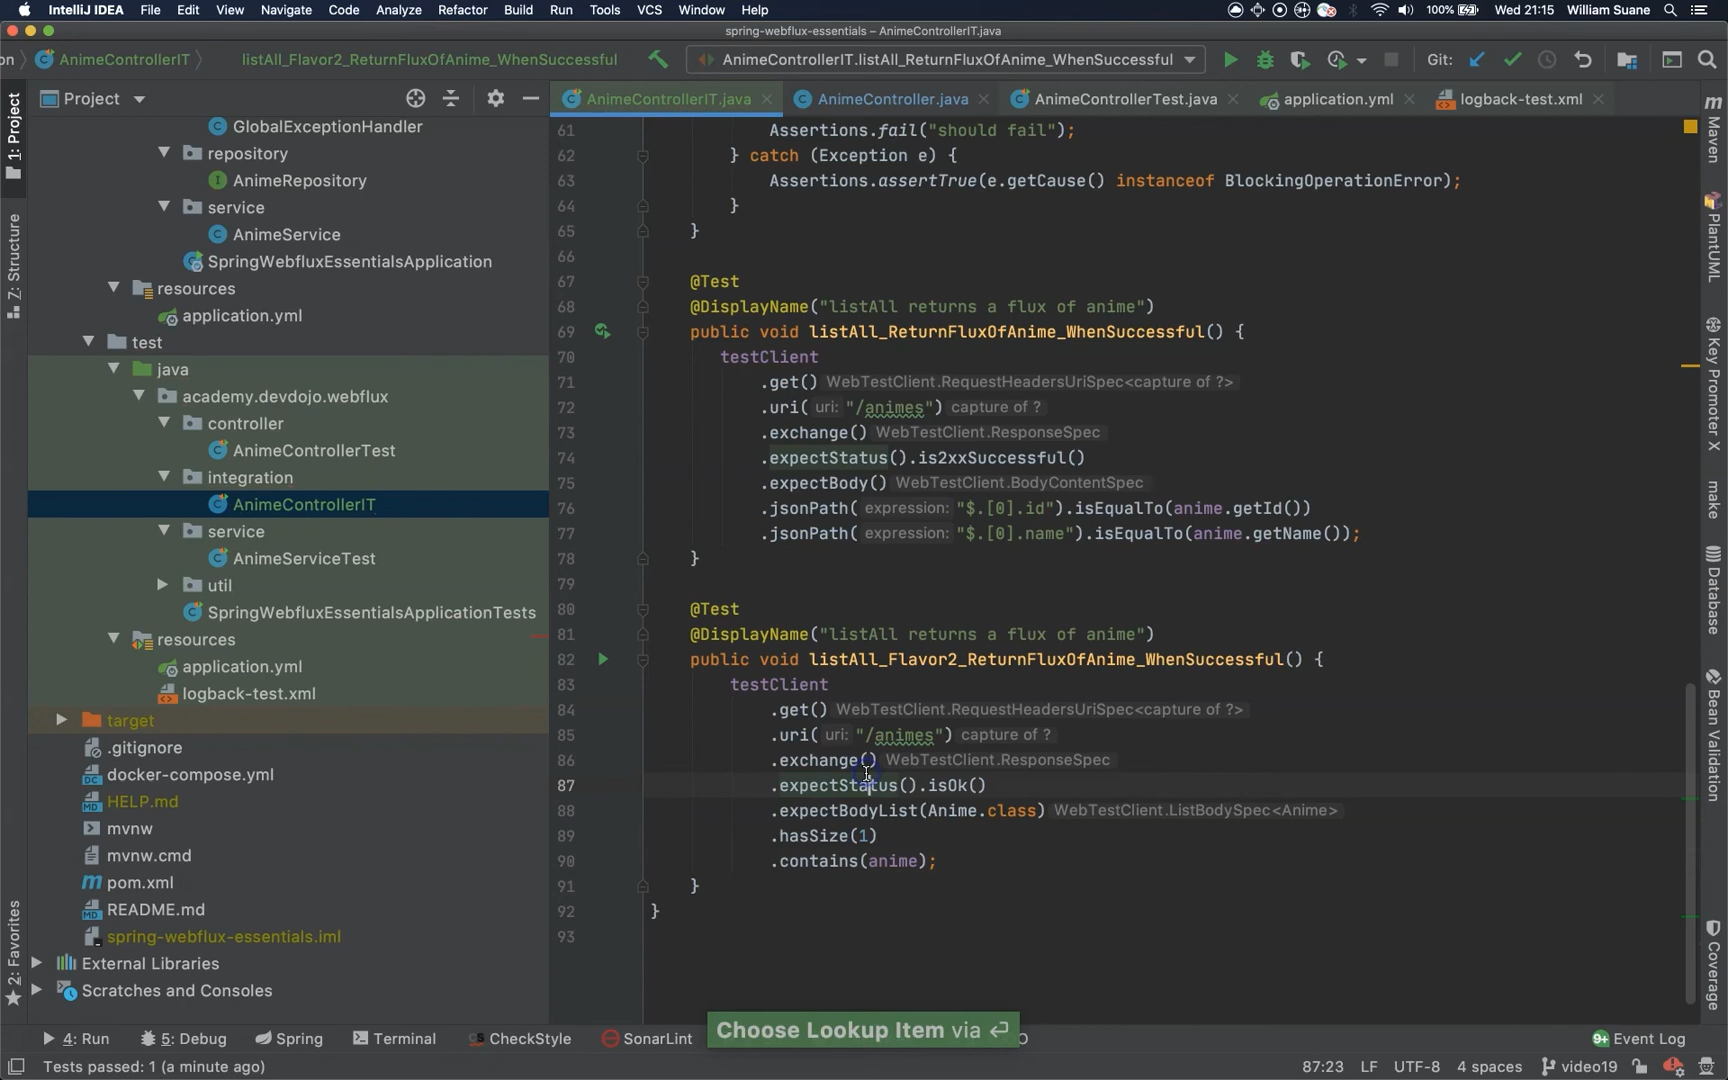 IntelliJ IDEA File Edit View Navigate Code Analyze Refactor Build Run Tools VCS Window Help 100% Wed 21:15 William Suane
spring-webflux-essentials – AnimeControllerIT.java
on AnimeControllerIT listAll_Flavor2_ReturnFluxOfAnime_WhenSuccessful AnimeControllerIT.listAll_ReturnFluxOfAnime_WhenSuccessful Git:
Project AnimeControllerIT.java AnimeController.java AnimeControllerTest.java application.yml logback-test.xml
1: Project
7: Structure
2: Favorites
GlobalExceptionHandler
repository
AnimeRepository
service
AnimeService
SpringWebfluxEssentialsApplication
resources
application.yml
test
java
academy.devdojo.webflux
controller
AnimeControllerTest
integration
AnimeControllerIT
service
AnimeServiceTest
util
SpringWebfluxEssentialsApplicationTests
resources
application.yml
logback-test.xml
target
.gitignore
docker-compose.yml
HELP.md
mvnw
mvnw.cmd
pom.xml
README.md
spring-webflux-essentials.iml
External Libraries
Scratches and Consoles
61 Assertions.fail("should fail");
62 } catch (Exception e) {
63 Assertions.assertTrue(e.getCause() instanceof BlockingOperationError);
64 }
65 }
66
67 @Test
68 @DisplayName("listAll returns a flux of anime")
69 public void listAll_ReturnFluxOfAnime_WhenSuccessful() {
70 testClient
71 .get() WebTestClient.RequestHeadersUriSpec<capture of ?>
72 .uri( uri: "/animes") capture of ?
73 .exchange() WebTestClient.ResponseSpec
74 .expectStatus().is2xxSuccessful()
75 .expectBody() WebTestClient.BodyContentSpec
76 .jsonPath( expression: "$.[0].id").isEqualTo(anime.getId())
77 .jsonPath( expression: "$.[0].name").isEqualTo(anime.getName());
78 }
79
80 @Test
81 @DisplayName("listAll returns a flux of anime")
82 public void listAll_Flavor2_ReturnFluxOfAnime_WhenSuccessful() {
83 testClient
84 .get() WebTestClient.RequestHeadersUriSpec<capture of ?>
85 .uri( uri: "/animes") capture of ?
86 .exchange() WebTestClient.ResponseSpec
87 .expectStatus().isOk()
88 .expectBodyList(Anime.class) WebTestClient.ListBodySpec<Anime>
89 .hasSize(1)
90 .contains(anime);
91 }
92 }
93
Maven
PlantUML
Key Promoter X
make
Database
Bean Validation
Coverage
Choose Lookup Item via ⏎
4: Run 5: Debug Spring Terminal CheckStyle SonarLint O 9+ Event Log
Tests passed: 1 (a minute ago) 87:23 LF UTF-8 4 spaces video19